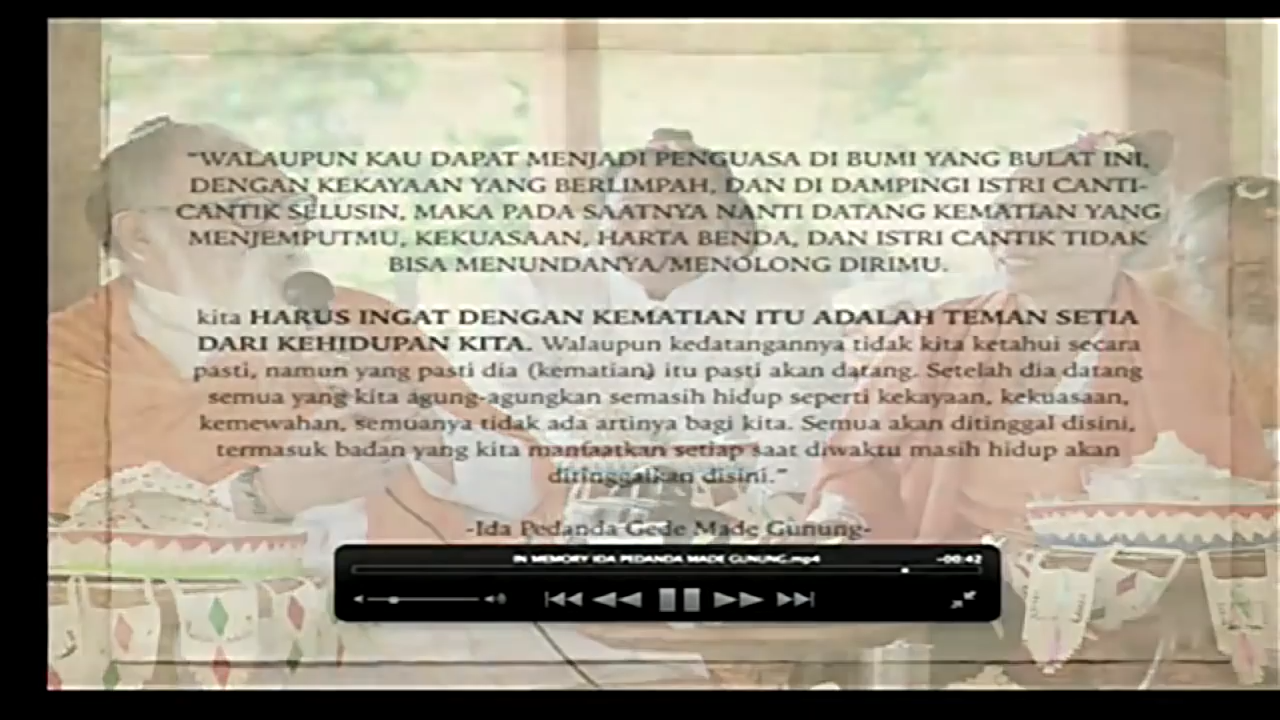 "WALAUPUN KAU DAPAT MENJADI PENGUASA DI BUMI YANG BULAT INI,
DENGAN KEKAYAAN YANG BERLIMPAH, DAN DI DAMPINGI ISTRI CANTI-
CANTIK SELUSIN, MAKA PADA SAATNYA NANTI DATANG KEMATIAN YANG
MENJEMPUTMU, KEKUASAAN, HARTA BENDA, DAN ISTRI CANTIK TIDAK
BISA MENUNDANYA/MENOLONG DIRIMU.
kita HARUS INGAT DENGAN KEMATIAN ITU ADALAH TEMAN SETIA
DARI KEHIDUPAN KITA. Walaupun kedatangannya tidak kita ketahui secara
pasti, namun yang pasti dia (kematian) itu pasti akan datang. Setelah dia datang
semua yang kita agung-agungkan semasih hidup seperti kekayaan, kekuasaan,
kemewahan, semuanya tidak ada artinya bagi kita. Semua akan ditinggal disini,
termasuk badan yang kita manfaatkan setiap saat diwaktu masih hidup akan
ditinggalkan disini."
-Ida Pedanda Gede Made Gunung-
IN MEMORY IDA PEDANDA MADE GUNUNG.mp4
-00:42